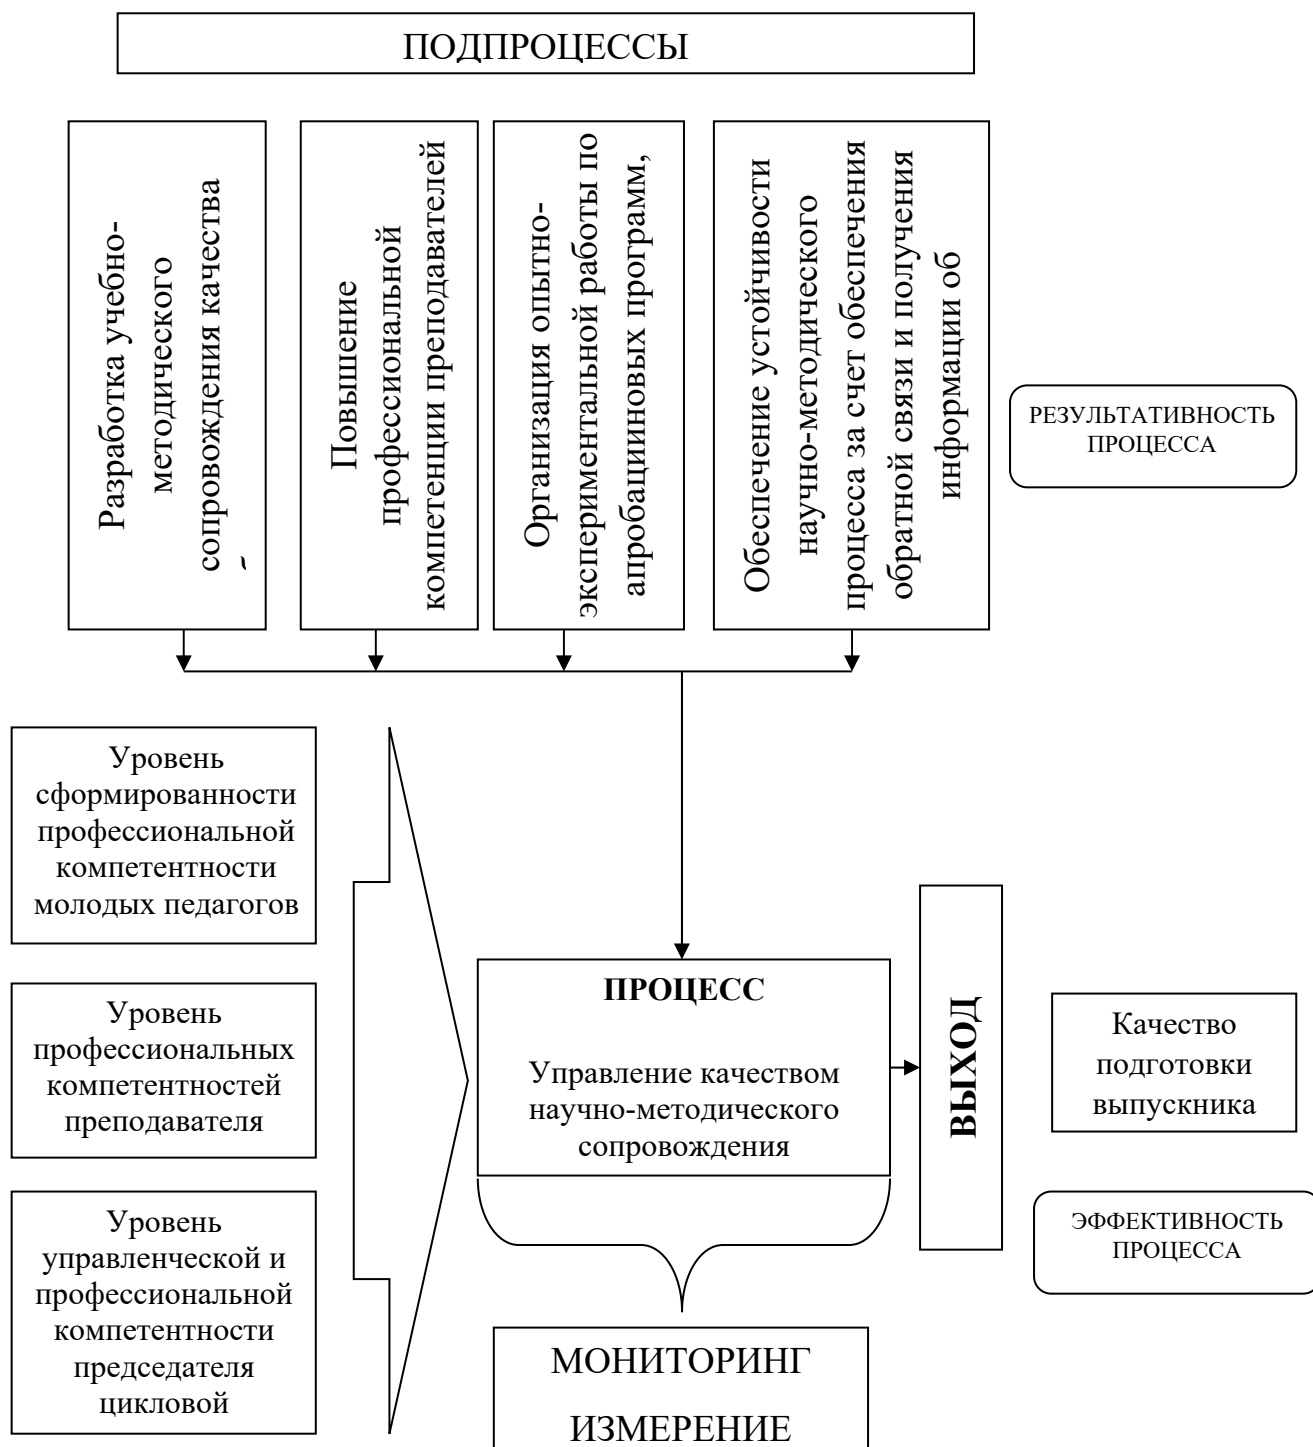 ПОДПРОЦЕССЫ
Разработка учебно-
методического
сопровождения качества
Повышение
профессиональной
компетенции преподавателей
Организация опытно-
экспериментальной работы по
апробациновых программ,
Обеспечение устойчивости
научно-методического
процесса за счет обеспечения
обратной связи и получения
информации об
РЕЗУЛЬТАТИВНОСТЬ
ПРОЦЕССА
Уровень
сформированности
профессиональной
компетентности
молодых педагогов
Уровень
профессиональных
компетентностей
преподавателя
Уровень
управленческой и
профессиональной
компетентности
председателя
цикловой
ПРОЦЕСС
Управление качеством
научно-методического
сопровождения
ВЫХОД
Качество
подготовки
выпускника
ЭФФЕКТИВНОСТЬ
ПРОЦЕССА
МОНИТОРИНГ
ИЗМЕРЕНИЕ